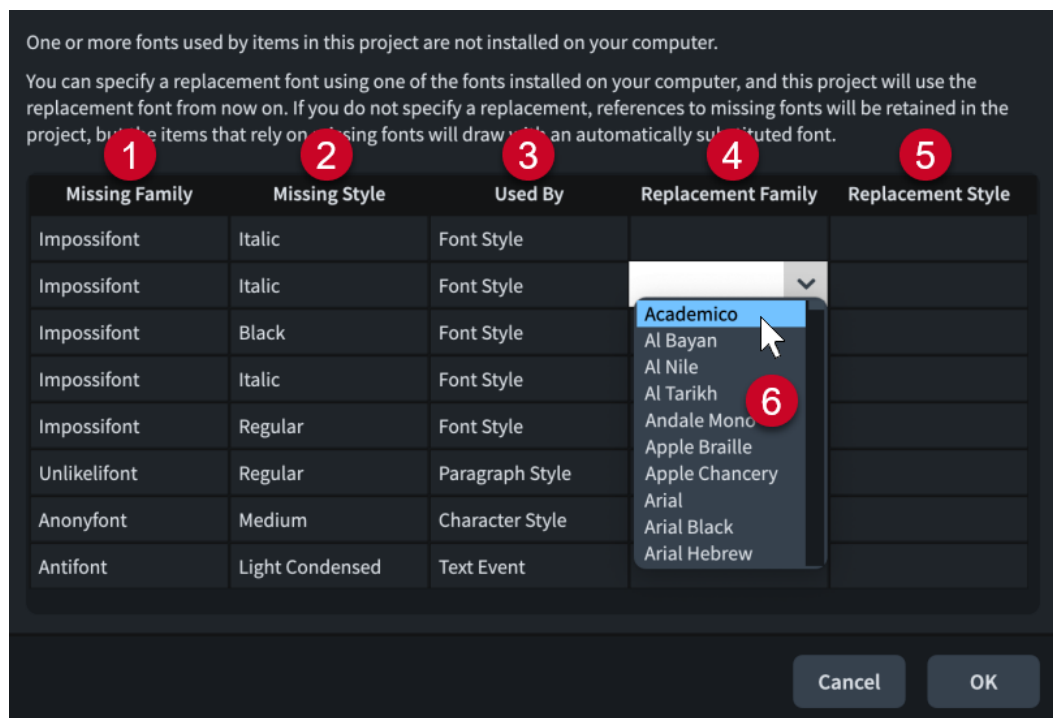 One or more fonts used by items in this project are not installed on your computer.
You can specify a replacement font using one of the fonts installed on your computer, and this project will use the
replacement font from now on. If you do not specify a replacement, references to missing fonts will be retained in the
project, but the items that rely on missing fonts will draw with an automatically substituted font.
1 2 3 4 5
Missing Family Missing Style Used By Replacement Family Replacement Style
Impossifont Italic Font Style
Impossifont Italic Font Style
Impossifont Black Font Style
Impossifont Italic Font Style
Impossifont Regular Font Style
Unlikelifont Regular Paragraph Style
Anonyfont Medium Character Style
Antifont Light Condensed Text Event
Academico
Al Bayan
Al Nile
Al Tarikh
6
Andale Mono
Apple Braille
Apple Chancery
Arial
Arial Black
Arial Hebrew
Cancel OK